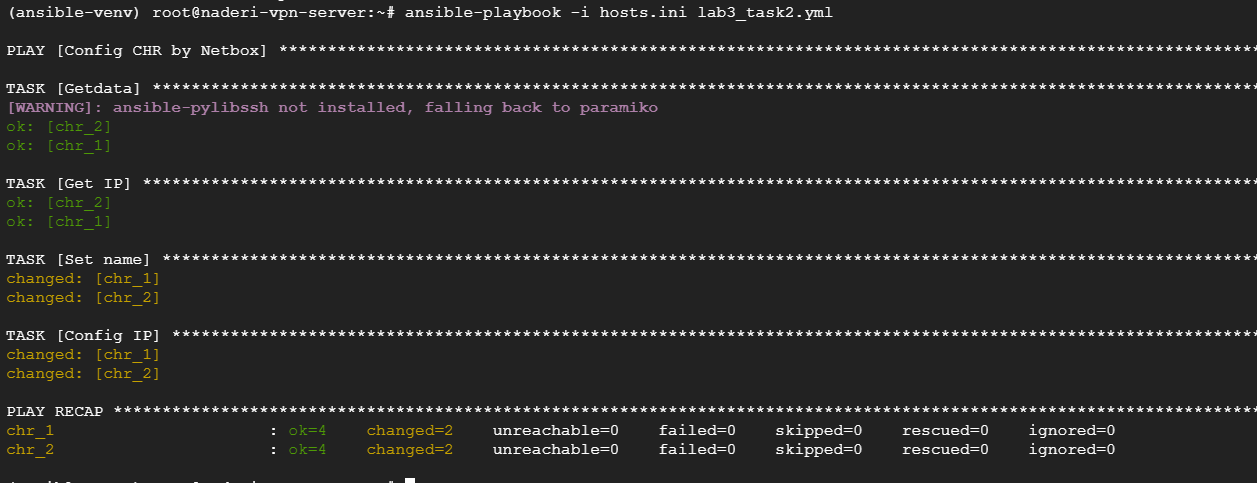 (ansible-venv) root@naderi-vpn-server:~# ansible-playbook -i hosts.ini lab3_task2.yml
PLAY [Config CHR by Netbox] ****************************************************************************************************
TASK [Getdata] *****************************************************************************************************************
[WARNING]: ansible-pylibssh not installed, falling back to paramiko
ok: [chr_2]
ok: [chr_1]
TASK [Get IP] ******************************************************************************************************************
ok: [chr_2]
ok: [chr_1]
TASK [Set name] ****************************************************************************************************************
changed: [chr_1]
changed: [chr_2]
TASK [Config IP] ***************************************************************************************************************
changed: [chr_1]
changed: [chr_2]
PLAY RECAP *********************************************************************************************************************
chr_1 : ok=4 changed=2 unreachable=0 failed=0 skipped=0 rescued=0 ignored=0
chr_2 : ok=4 changed=2 unreachable=0 failed=0 skipped=0 rescued=0 ignored=0